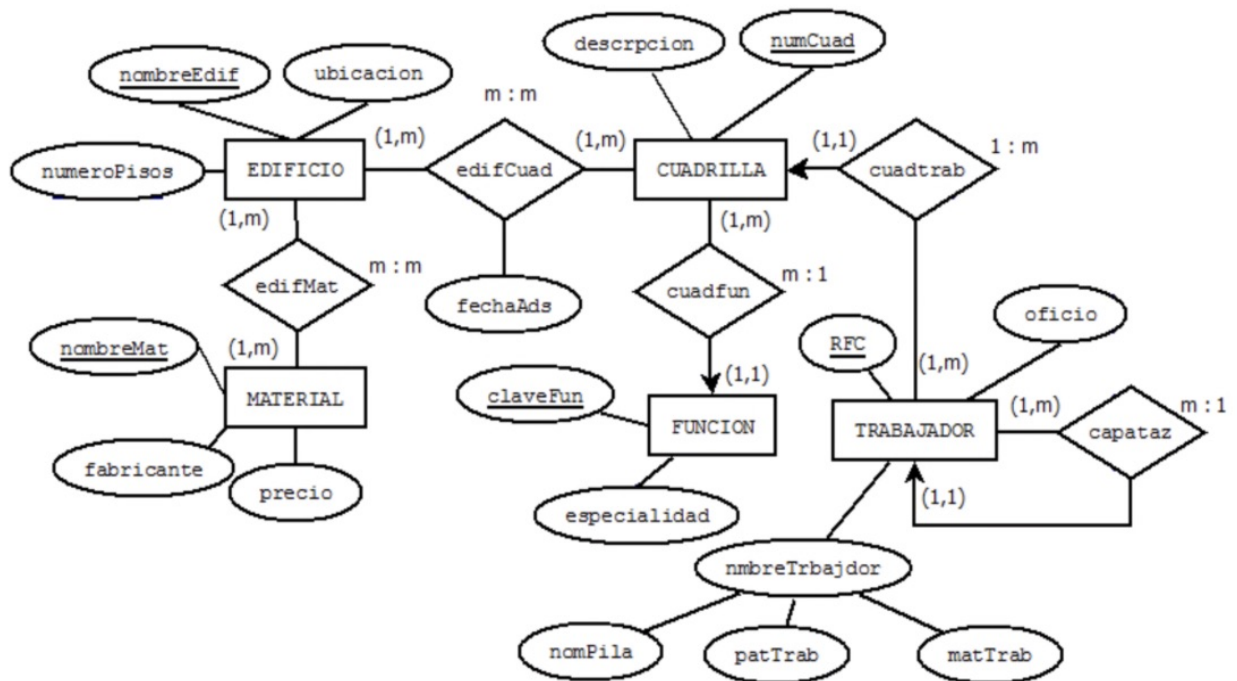 descrpcion
numCuad
nombreEdif
ubicacion
m : m
(1,m)
(1,m)
(1,1)
1 : m
numeroPisos
EDIFICIO
edifCuad
CUADRILLA
cuadtrab
(1,m)
(1,m)
edifMat
m : m
fechaAds
cuadfun
m : 1
oficio
RFC
nombreMat
(1,m)
(1,1)
(1,m)
claveFun
(1,m)
m : 1
MATERIAL
FUNCION
TRABAJADOR
capataz
fabricante
precio
especialidad
(1,1)
nmbreTrbajdor
nomPila
patTrab
matTrab